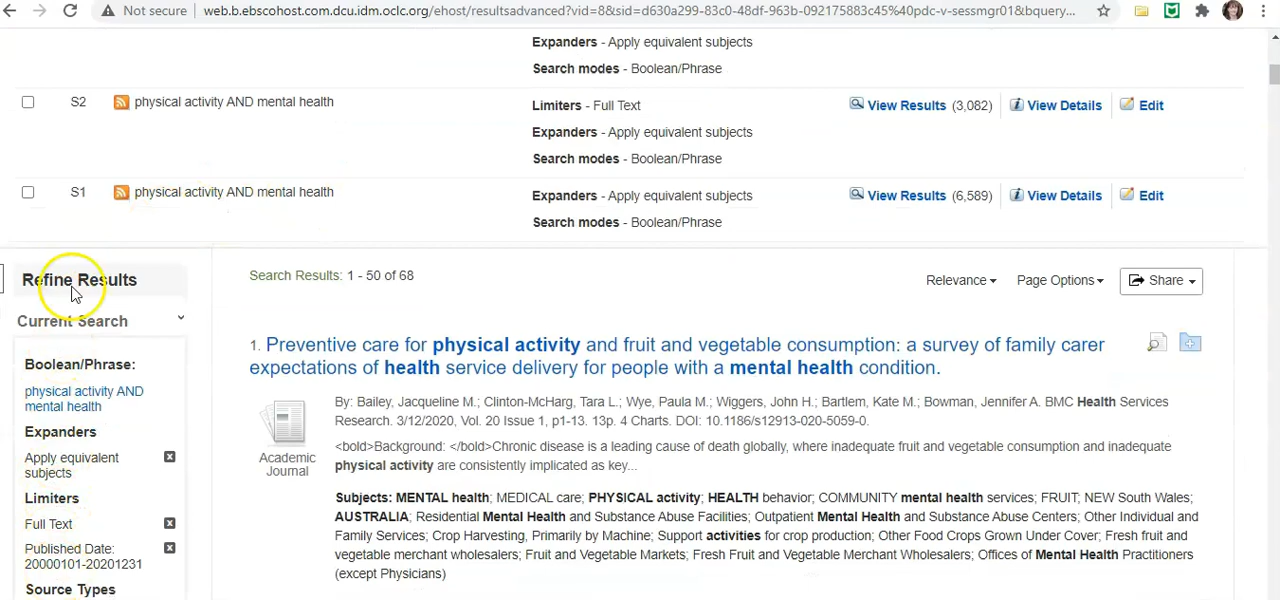 Not secure
web.b.ebscohost.com.dcu.idm.oclc.org/ehost/resultsadvanced?vid=8&sid=d630a299-83c0-48df-963b-092175883c45%40pdc-v-sessmgr01&bquery...
Expanders - Apply equivalent subjects
Search modes - Boolean/Phrase
S2 physical activity AND mental health Limiters - Full Text View Results (3,082) View Details Edit
Expanders - Apply equivalent subjects
Search modes - Boolean/Phrase
S1 physical activity AND mental health Expanders - Apply equivalent subjects View Results (6,589) View Details Edit
Search modes - Boolean/Phrase
Refine Results
Current Search
Boolean/Phrase:
physical activity AND
mental health
Expanders
Apply equivalent
subjects
Limiters
Full Text
Published Date:
20000101-20201231
Source Types
Search Results: 1 - 50 of 68
Relevance Page Options Share
1. Preventive care for physical activity and fruit and vegetable consumption: a survey of family carer
expectations of health service delivery for people with a mental health condition.
Academic
Journal
By: Bailey, Jacqueline M.; Clinton-McHarg, Tara L.; Wye, Paula M.; Wiggers, John H.; Bartlem, Kate M.; Bowman, Jennifer A. BMC Health Services
Research. 3/12/2020, Vol. 20 Issue 1, p1-13. 13p. 4 Charts. DOI: 10.1186/s12913-020-5059-0.
<bold>Background: </bold>Chronic disease is a leading cause of death globally, where inadequate fruit and vegetable consumption and inadequate
physical activity are consistently implicated as key...
Subjects: MENTAL health; MEDICAL care; PHYSICAL activity; HEALTH behavior; COMMUNITY mental health services; FRUIT; NEW South Wales;
AUSTRALIA; Residential Mental Health and Substance Abuse Facilities; Outpatient Mental Health and Substance Abuse Centers; Other Individual and
Family Services; Crop Harvesting, Primarily by Machine; Support activities for crop production; Other Food Crops Grown Under Cover; Fresh fruit and
vegetable merchant wholesalers; Fruit and Vegetable Markets; Fresh Fruit and Vegetable Merchant Wholesalers; Offices of Mental Health Practitioners
(except Physicians)